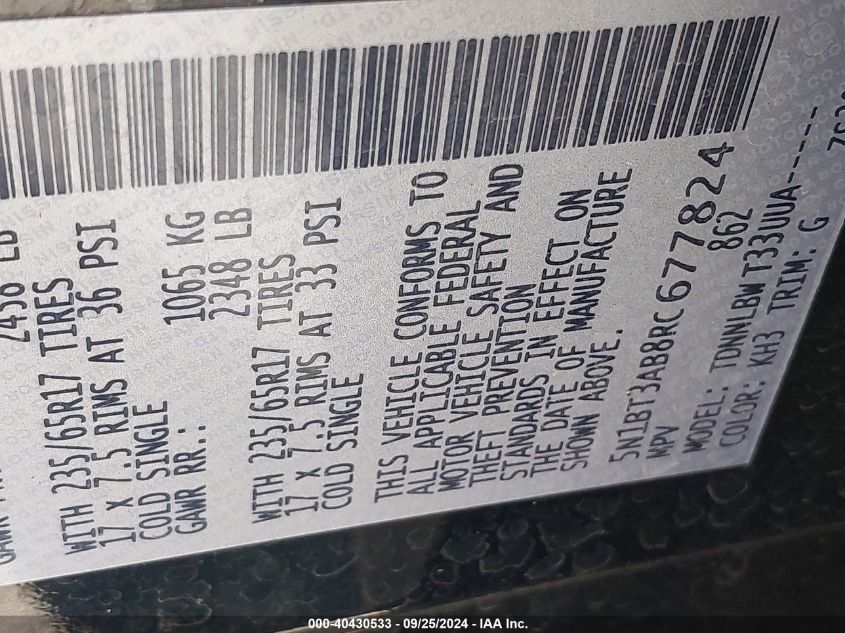 2456 LB
WITH 235/65R17 TIRES
17 X 7.5 RIMS AT 36 PSI
COLD SINGLE
GAWR RR.: 1065 KG
2348 LB
WITH 235/65R17 TIRES
17 X 7.5 RIMS AT 33 PSI
COLD SINGLE
THIS VEHICLE CONFORMS TO
ALL APPLICABLE FEDERAL
MOTOR VEHICLE SAFETY AND
THEFT PREVENTION
STANDARDS IN EFFECT ON
THE DATE OF MANUFACTURE
SHOWN ABOVE.
5N1BT3AB8RC677824
MPV 862
MODEL: TDNNLBW T33UUA-----
COLOR: KH3 TRIM: G
000-40430533 - 09/25/2024 - IAA Inc.